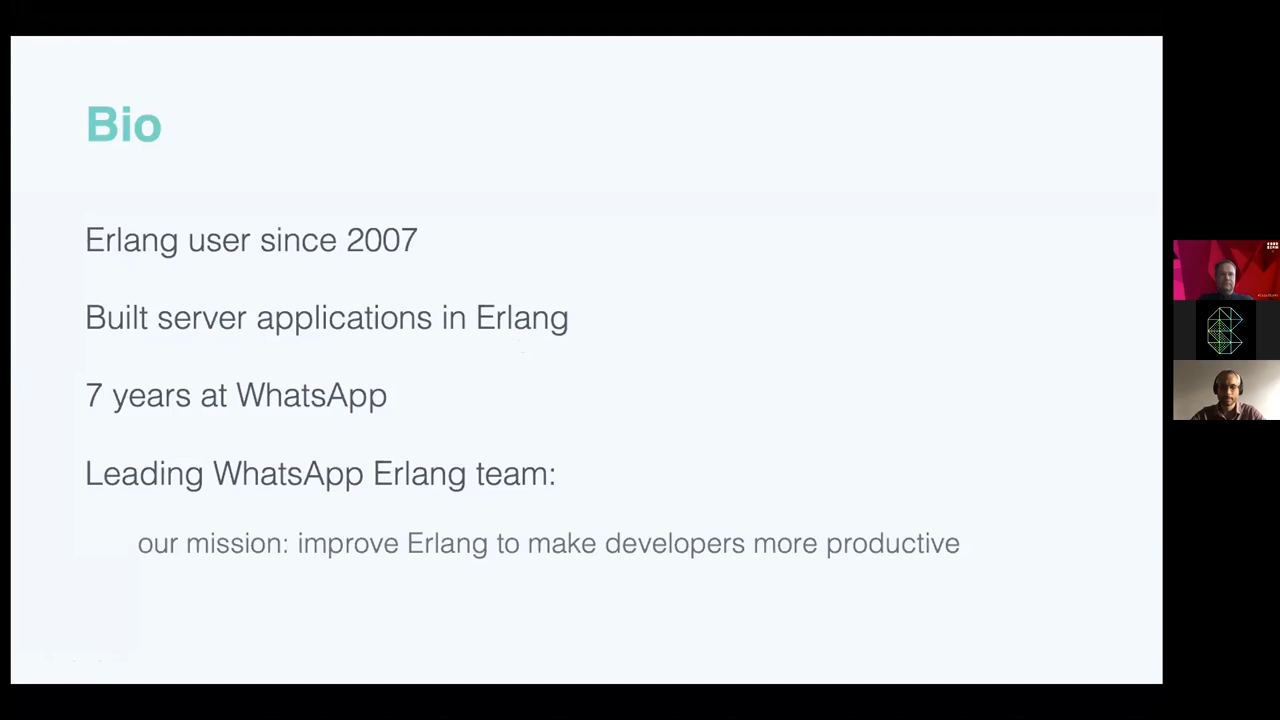 Bio
Erlang user since 2007
Built server applications in Erlang
7 years at WhatsApp
Leading WhatsApp Erlang team:
our mission: improve Erlang to make developers more productive